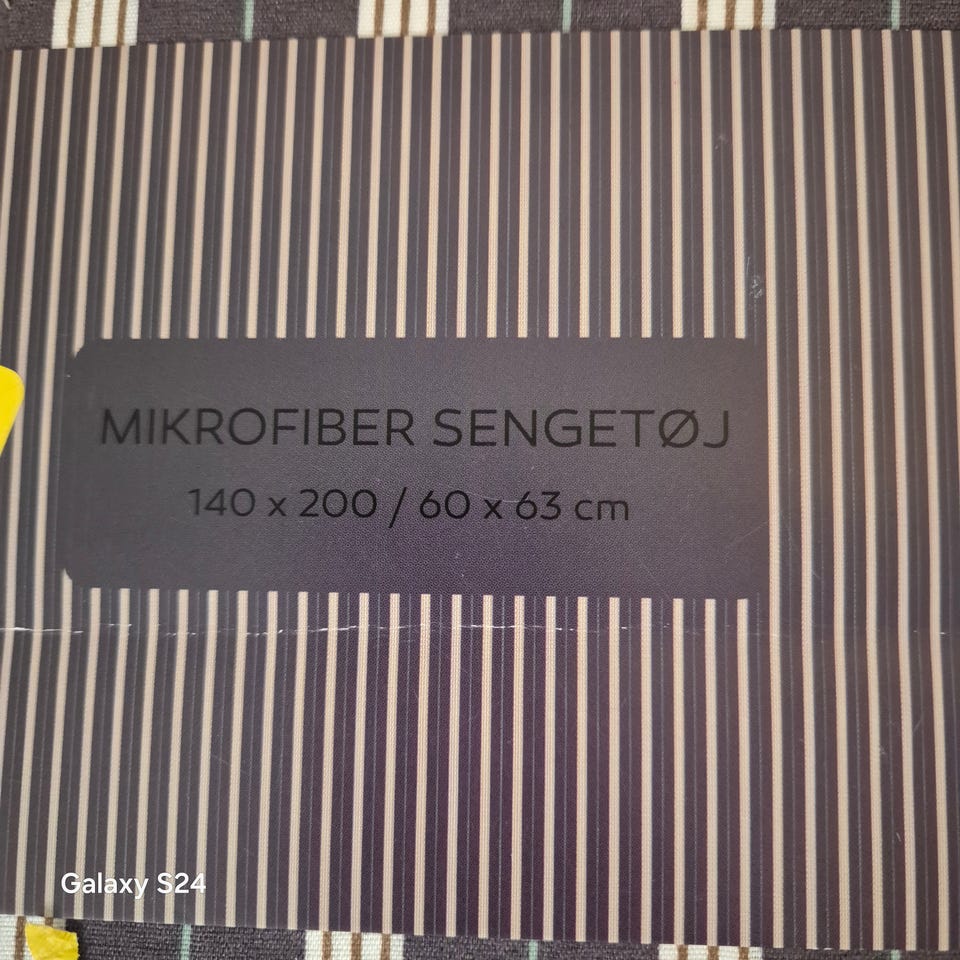 MIKROFIBER SENGETØJ
140 x 200 / 60 x 63 cm
Galaxy S24